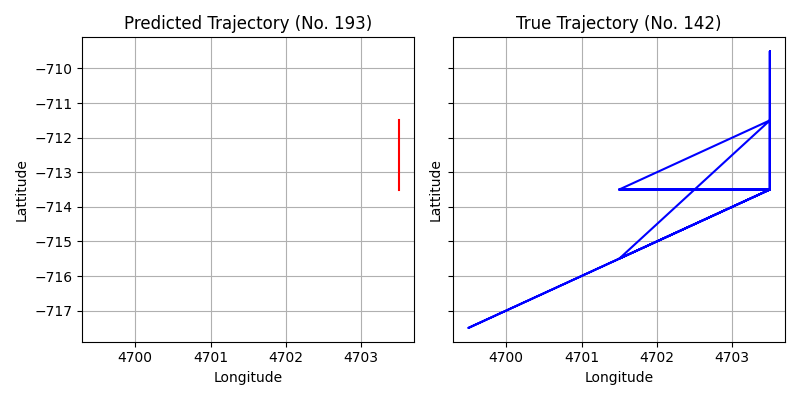 Predicted Trajectory (No. 193)
True Trajectory (No. 142)
−710
−711
−712
−713
−714
−715
−716
−717
Lattitude
Lattitude
4700 4701 4702 4703
4700 4701 4702 4703
Longitude
Longitude